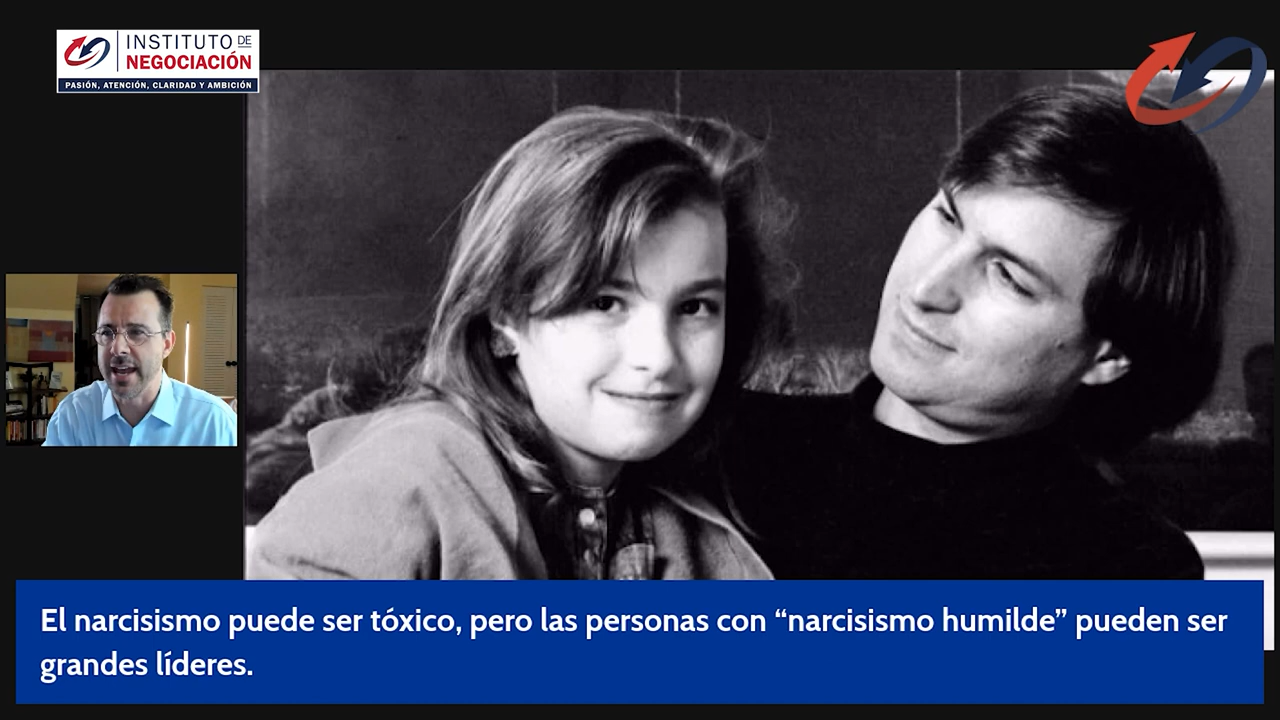 INSTITUTO DE
NEGOCIACIÓN
PASIÓN, ATENCIÓN, CLARIDAD Y AMBICIÓN
El narcisismo puede ser tóxico, pero las personas con “narcisismo humilde” pueden ser
grandes líderes.